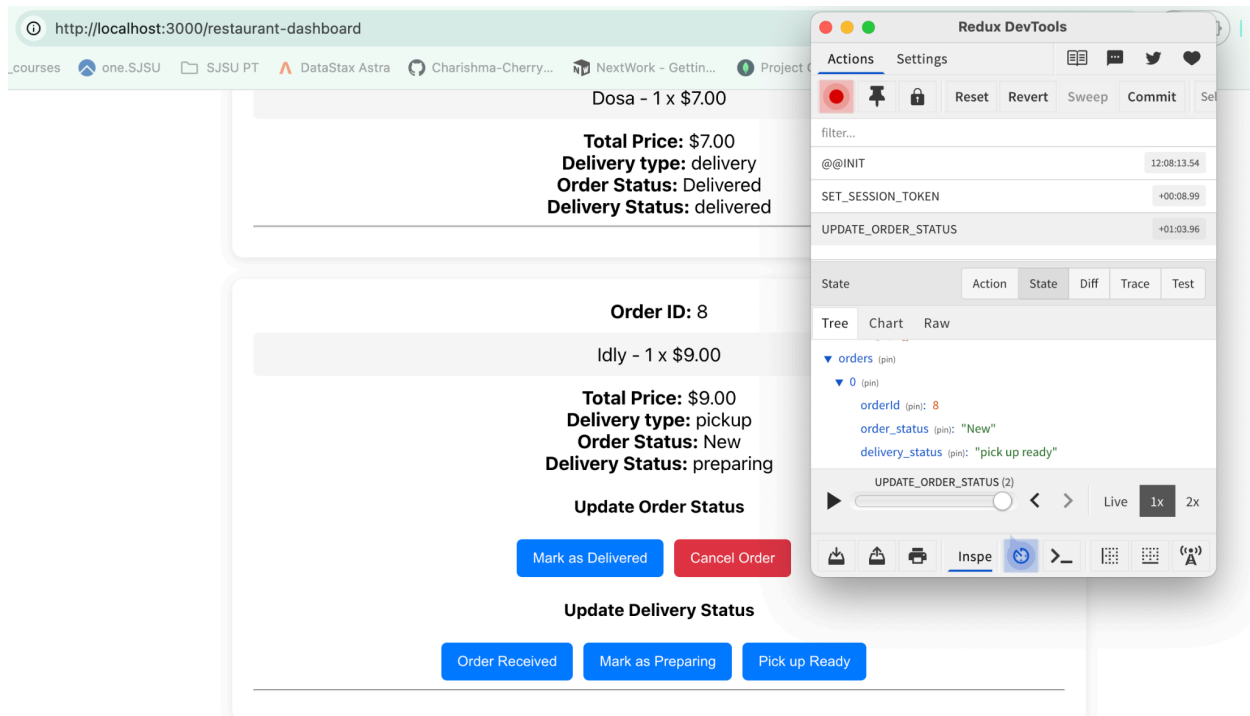 http://localhost:3000/restaurant-dashboard
_courses one.SJSU SJSU PT DataStax Astra Charishma-Cherry... NextWork - Gettin... Project
Dosa - 1 x $7.00
Total Price: $7.00
Delivery type: delivery
Order Status: Delivered
Delivery Status: delivered
Order ID: 8
Idly - 1 x $9.00
Total Price: $9.00
Delivery type: pickup
Order Status: New
Delivery Status: preparing
Update Order Status
Mark as Delivered Cancel Order
Update Delivery Status
Order Received Mark as Preparing Pick up Ready
Redux DevTools
Actions Settings
Reset Revert Sweep Commit Sel
filter...
@@INIT 12:08:13.54
SET_SESSION_TOKEN +00:08.99
UPDATE_ORDER_STATUS +01:03.96
State Action State Diff Trace Test
Tree Chart Raw
orders (pin)
0 (pin)
orderId (pin): 8
order_status (pin): "New"
delivery_status (pin): "pick up ready"
UPDATE_ORDER_STATUS (2)
Live 1x 2x
Inspe